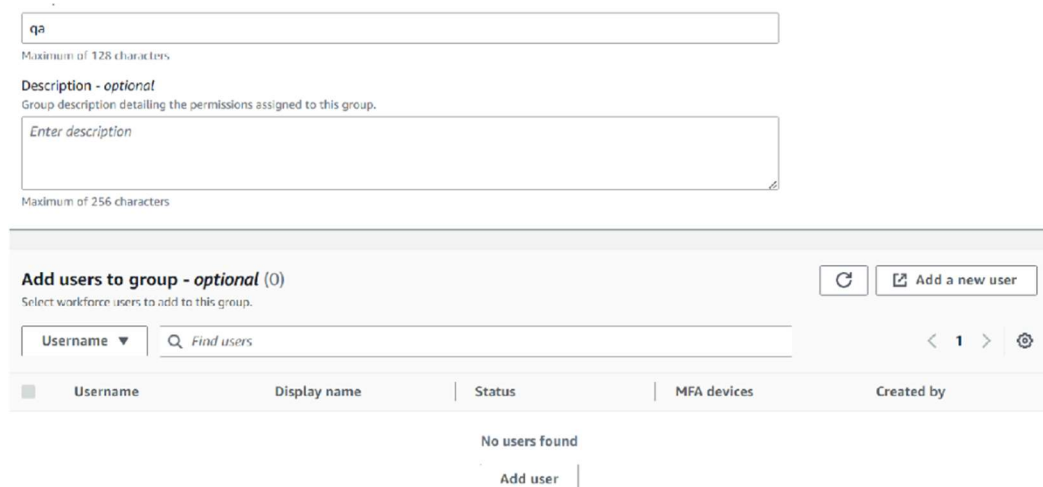 qa
Maximum of 128 characters
Description - optional
Group description detailing the permissions assigned to this group.
Enter description
Maximum of 256 characters
Add users to group - optional (0)
Add a new user
Select workforce users to add to this group.
Username
Find users
1
Username Display name Status MFA devices Created by
No users found
Add user